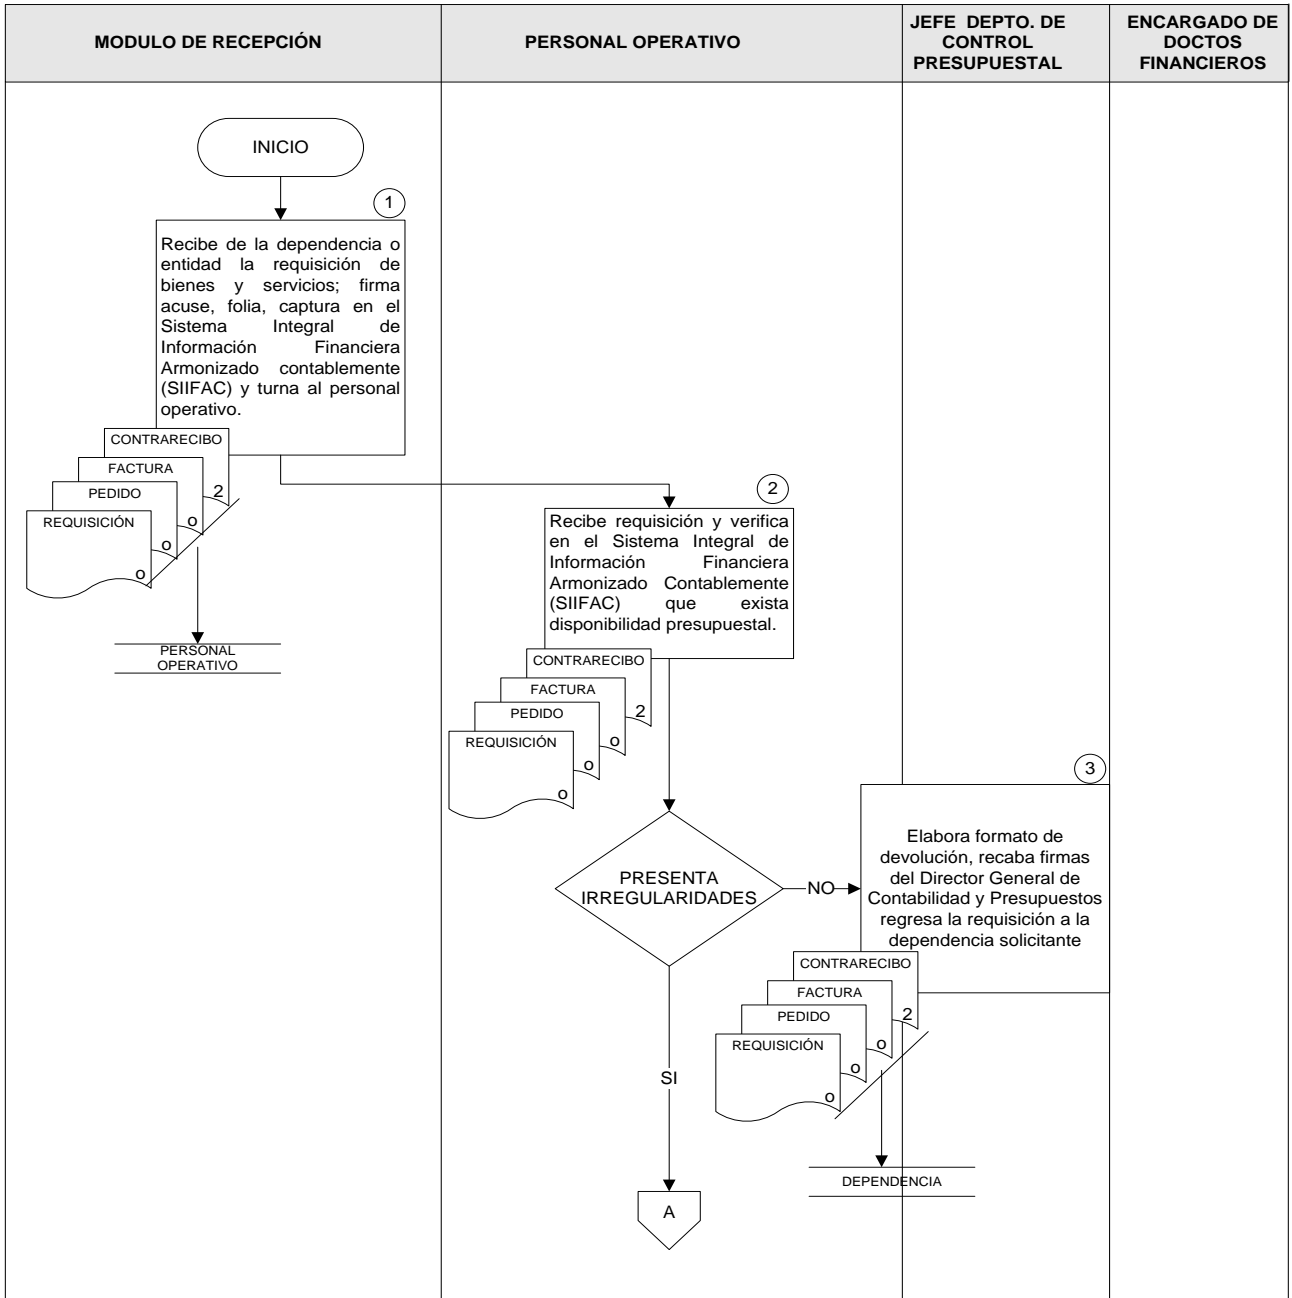 MODULO DE RECEPCIÓN
PERSONAL OPERATIVO
JEFE DEPTO. DE
CONTROL
PRESUPUESTAL
ENCARGADO DE
DOCTOS
FINANCIEROS
INICIO
1
Recibe de la dependencia o
entidad la requisición de
bienes y servicios; firma
acuse, folia, captura en el
Sistema Integral de
Información Financiera
Armonizado contablemente
(SIIFAC) y turna al personal
operativo.
CONTRARECIBO
2
FACTURA
o
PEDIDO
o
REQUISICIÓN
o
PERSONAL
OPERATIVO
2
Recibe requisición y verifica
en el Sistema Integral de
Información Financiera
Armonizado Contablemente
(SIIFAC) que exista
disponibilidad presupuestal.
CONTRARECIBO
2
FACTURA
o
PEDIDO
o
REQUISICIÓN
o
PRESENTA
IRREGULARIDADES
NO
3
Elabora formato de
devolución, recaba firmas
del Director General de
Contabilidad y Presupuestos
regresa la requisición a la
dependencia solicitante
CONTRARECIBO
2
FACTURA
o
PEDIDO
o
REQUISICIÓN
o
DEPENDENCIA
SI
A